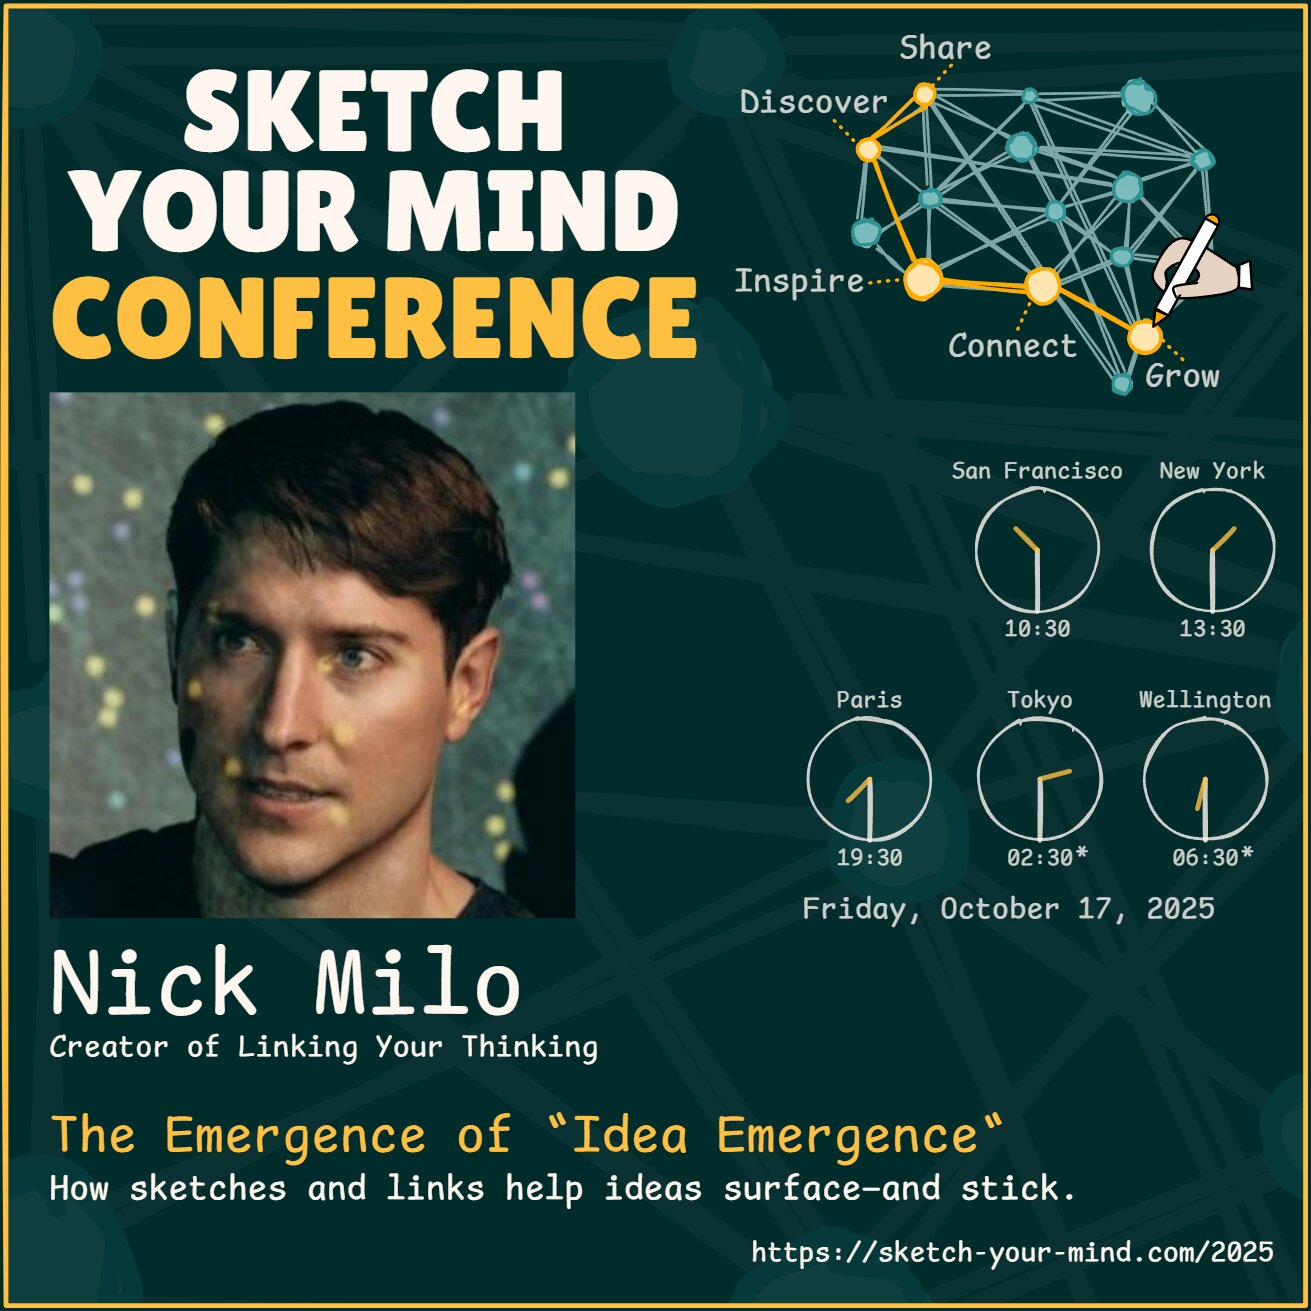 SKETCH
YOUR MIND
CONFERENCE
Share
Discover
Inspire
Connect
Grow
San Francisco
New York
10:30
13:30
Paris
Tokyo
Wellington
19:30
02:30*
06:30*
Friday, October 17, 2025
Nick Milo
Creator of Linking Your Thinking
The Emergence of “Idea Emergence“
How sketches and links help ideas surface—and stick.
https://sketch-your-mind.com/2025